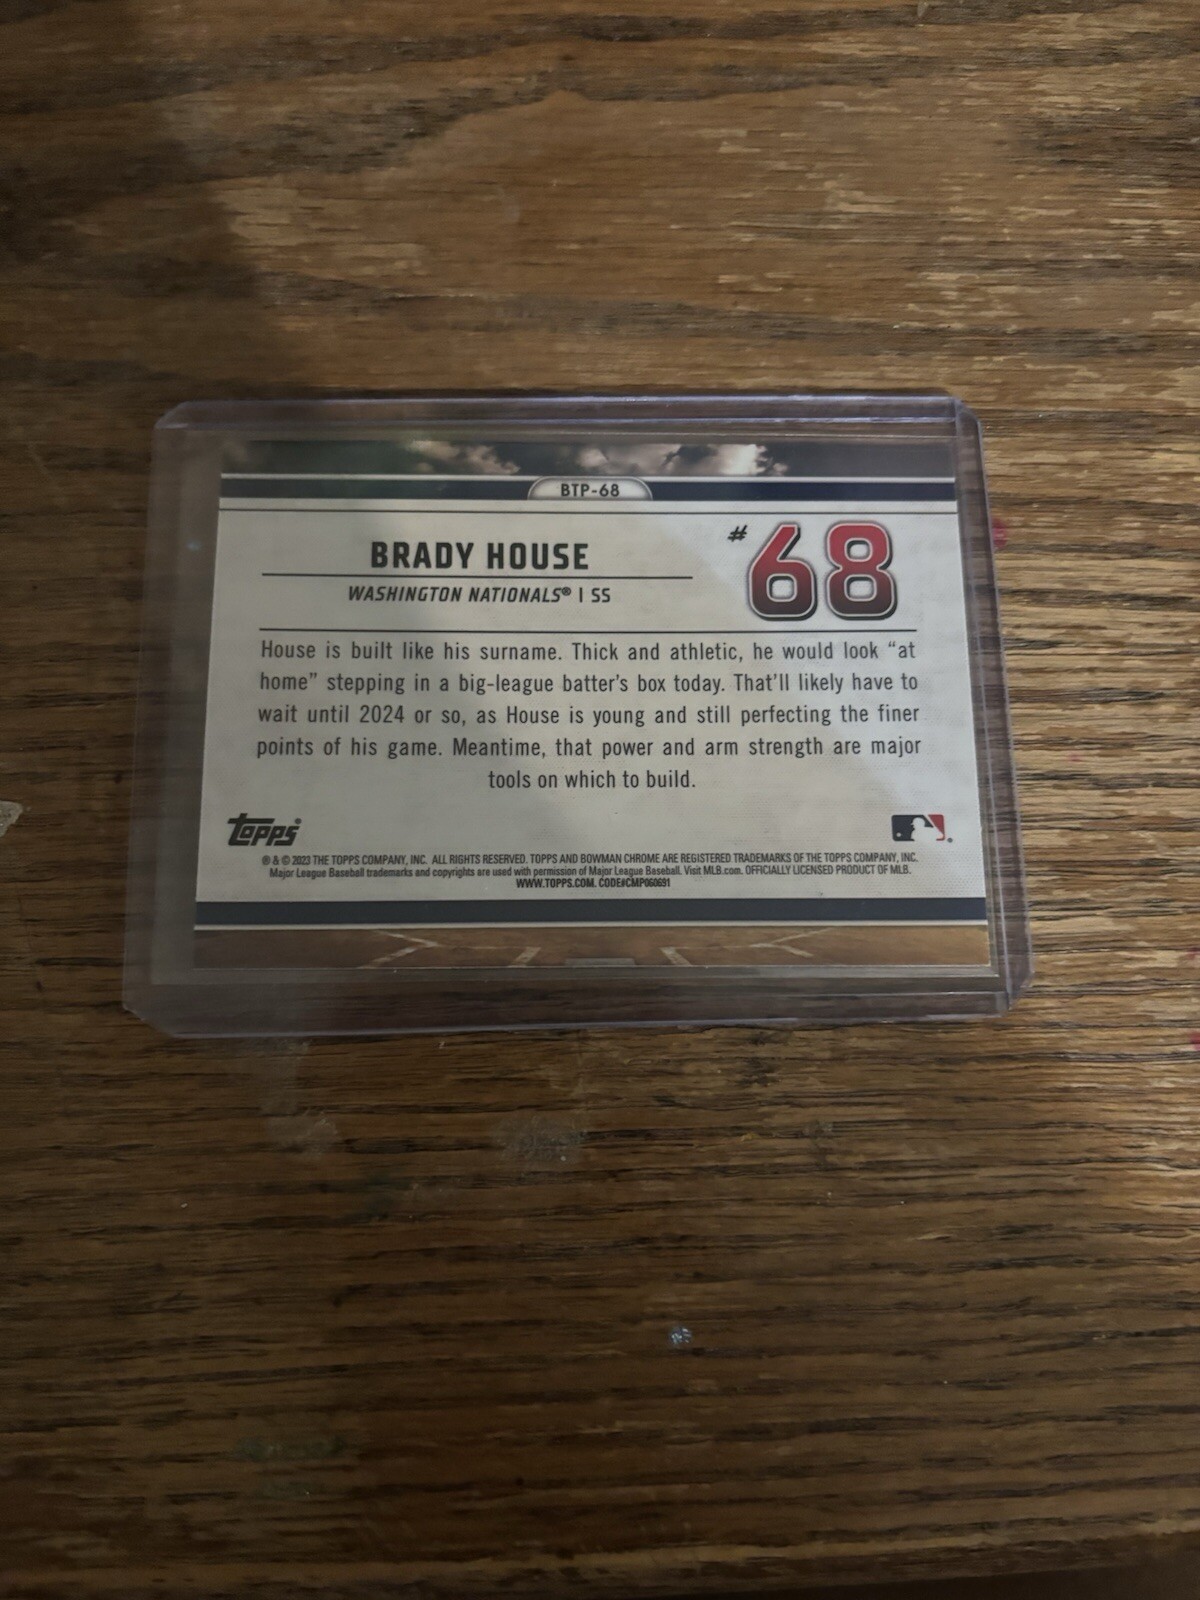 BTP-68
BRADY HOUSE
WASHINGTON NATIONALS® | SS
#68
House is built like his surname. Thick and athletic, he would look “at
home” stepping in a big-league batter’s box today. That’ll likely have to
wait until 2024 or so, as House is young and still perfecting the finer
points of his game. Meantime, that power and arm strength are major
tools on which to build.
topps
® & © 2023 THE TOPPS COMPANY, INC. ALL RIGHTS RESERVED. TOPPS AND BOWMAN CHROME ARE REGISTERED TRADEMARKS OF THE TOPPS COMPANY, INC.
Major League Baseball trademarks and copyrights are used with permission of Major League Baseball. Visit MLB.com. OFFICIALLY LICENSED PRODUCT OF MLB.
WWW.TOPPS.COM. CODE#CMP060691